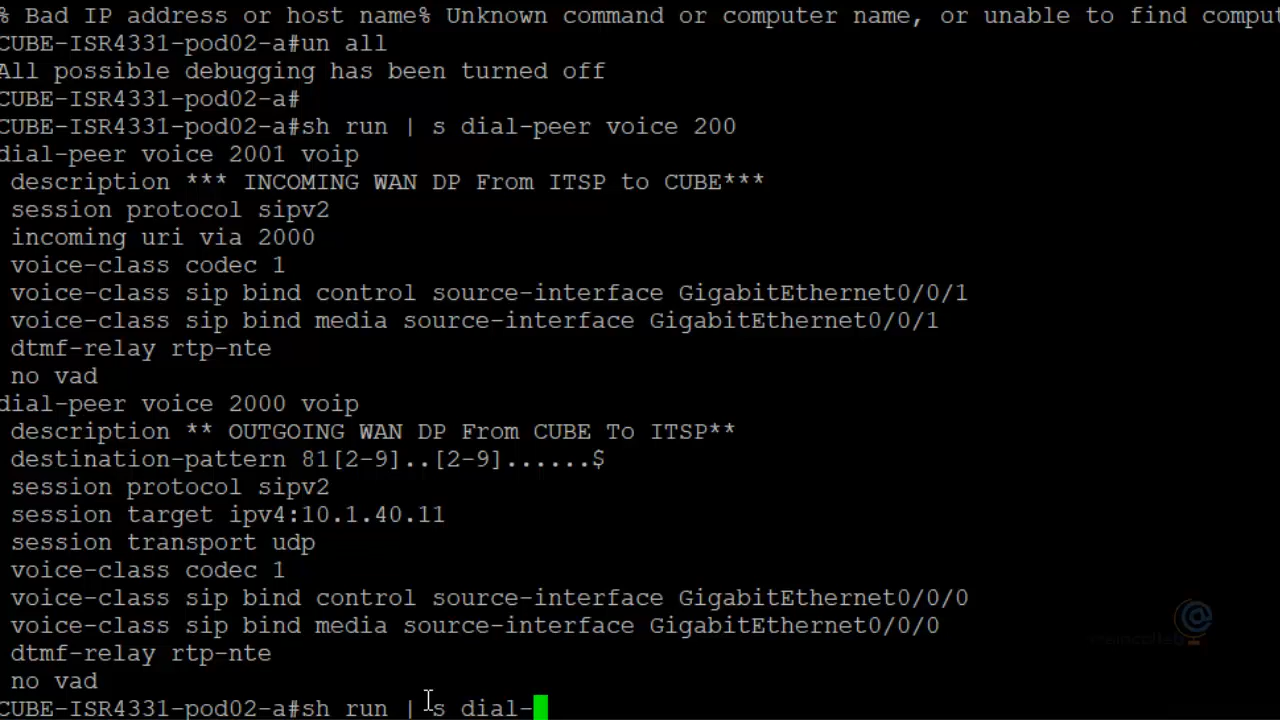 % Bad IP address or host name% Unknown command or computer name, or unable to find comput
CUBE-ISR4331-pod02-a#un all
All possible debugging has been turned off
CUBE-ISR4331-pod02-a#
CUBE-ISR4331-pod02-a#sh run | s dial-peer voice 200
dial-peer voice 2001 voip
description *** INCOMING WAN DP From ITSP to CUBE***
session protocol sipv2
incoming uri via 2000
voice-class codec 1
voice-class sip bind control source-interface GigabitEthernet0/0/1
voice-class sip bind media source-interface GigabitEthernet0/0/1
dtmf-relay rtp-nte
no vad
dial-peer voice 2000 voip
description ** OUTGOING WAN DP From CUBE To ITSP**
destination-pattern 81[2-9]..[2-9]......$
session protocol sipv2
session target ipv4:10.1.40.11
session transport udp
voice-class codec 1
voice-class sip bind control source-interface GigabitEthernet0/0/0
voice-class sip bind media source-interface GigabitEthernet0/0/0
dtmf-relay rtp-nte
no vad
CUBE-ISR4331-pod02-a#sh run | s dial-